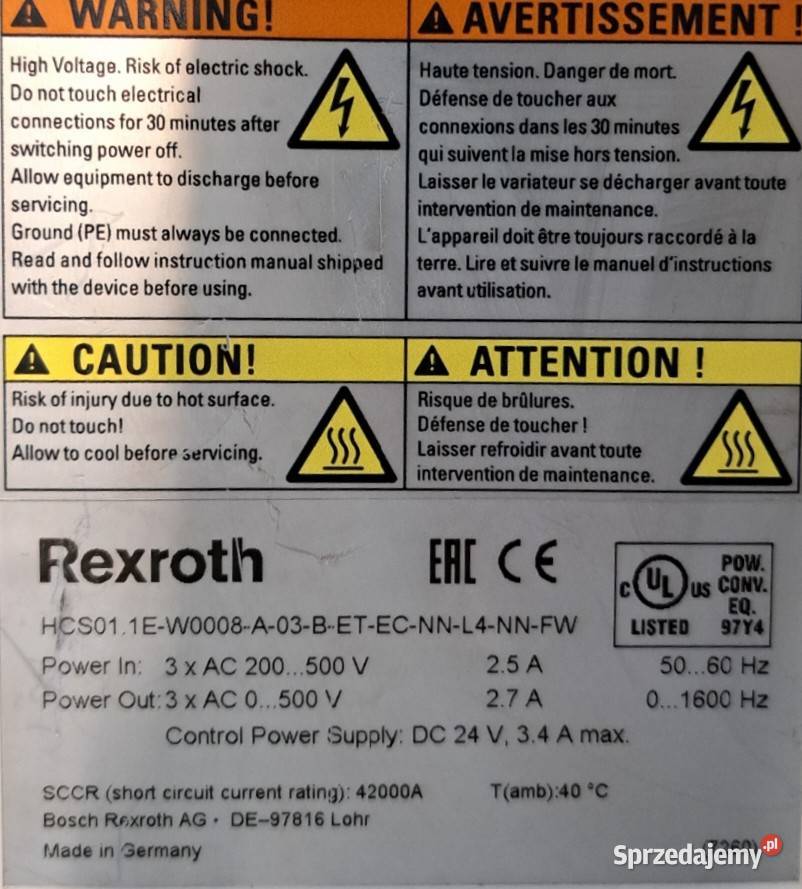 WARNING!
High Voltage. Risk of electric shock.
Do not touch electrical
connections for 30 minutes after
switching power off.
Allow equipment to discharge before
servicing.
Ground (PE) must always be connected.
Read and follow instruction manual shipped
with the device before using.
AVERTISSEMENT !
Haute tension. Danger de mort.
Défense de toucher aux
connexions dans les 30 minutes
qui suivent la mise hors tension.
Laisser le variateur se décharger avant toute
intervention de maintenance.
L'appareil doit être toujours raccordé à la
terre. Lire et suivre le manuel d'instructions
avant utilisation.
CAUTION!
Risk of injury due to hot surface.
Do not touch!
Allow to cool before servicing.
ATTENTION !
Risque de brûlures.
Défense de toucher !
Laisser refroidir avant toute
intervention de maintenance.
Rexroth
EAC CE
C UL US
LISTED
POW.
CONV.
EQ.
97Y4
HCS01.1E-W0008-A-03-B-ET-EC-NN-L4-NN-FW
Power In: 3 x AC 200...500 V 2.5 A 50...60 Hz
Power Out: 3 x AC 0...500 V 2.7 A 0...1600 Hz
Control Power Supply: DC 24 V, 3.4 A max.
SCCR (short circuit current rating): 42000A T(amb):40 °C
Bosch Rexroth AG · DE-97816 Lohr
Made in Germany
Sprzedajemy.pl